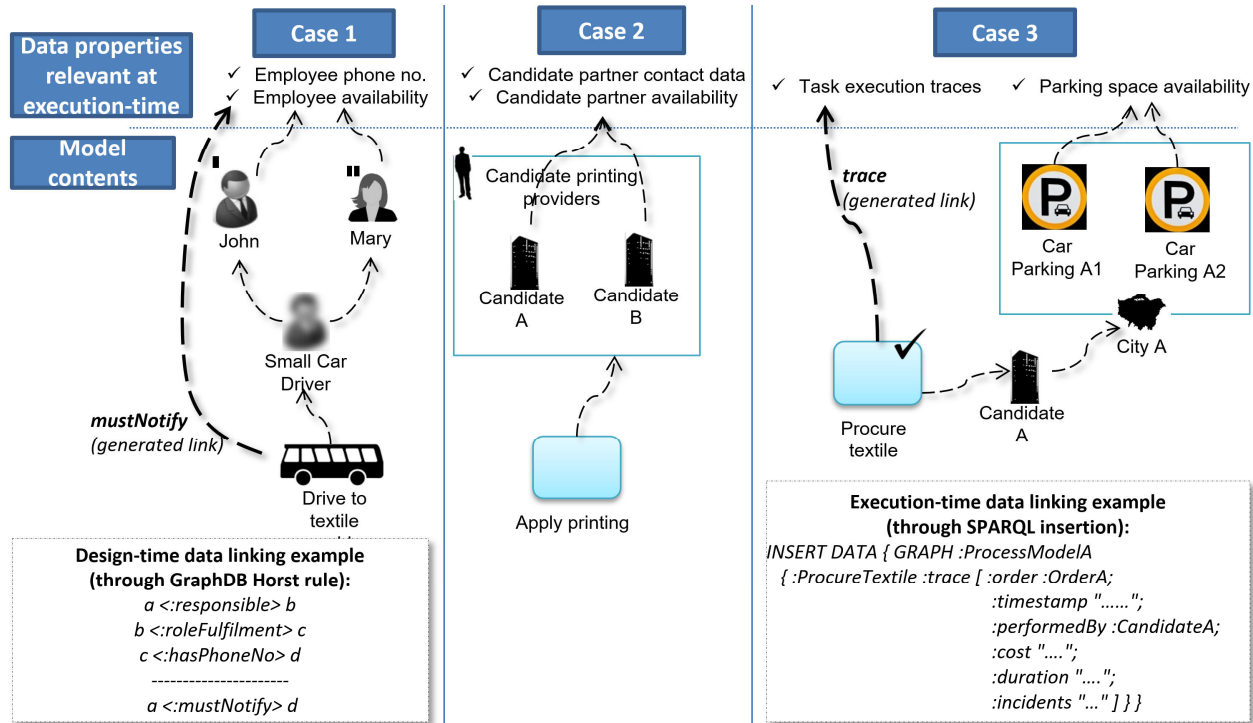 Data properties
relevant at
execution-time
Model
contents
Case 1
✓ Employee phone no.
✓ Employee availability
John
Mary
Small Car
Driver
mustNotify
(generated link)
Drive to
textile
Design-time data linking example
(through GraphDB Horst rule):
a <:responsible> b
b <:roleFulfilment> c
c <:hasPhoneNo> d
----------------------
a <:mustNotify> d
Case 2
✓ Candidate partner contact data
✓ Candidate partner availability
Candidate printing
providers
Candidate
A
Candidate
B
Apply printing
Case 3
✓ Task execution traces
✓ Parking space availability
trace
(generated link)
P
P
Car
Parking A1
Car
Parking A2
City A
Candidate
A
Procure
textile
Execution-time data linking example
(through SPARQL insertion):
INSERT DATA { GRAPH :ProcessModelA
{ :ProcureTextile :trace [ :order :OrderA;
:timestamp "......";
:performedBy :CandidateA;
:cost "....";
:duration "....";
:incidents "..." ] } }